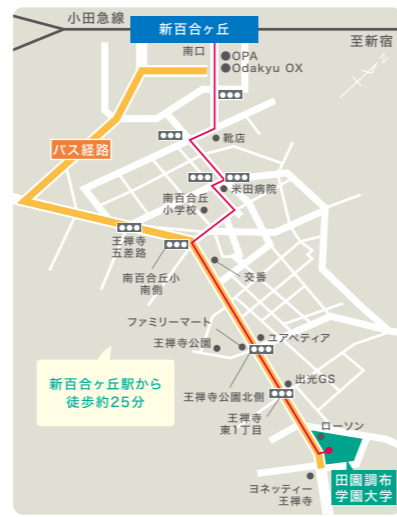 小田急線
新百合ヶ丘
南口
至新宿
OPA
Odakyu OX
靴店
バス経路
米田病院
南百合丘
小学校
王禅寺
五差路
南百合丘小
南側
交番
ファミリーマート
王禅寺公園
ユアペティア
新百合ヶ丘駅から
徒歩約25分
王禅寺公園北側
出光GS
王禅寺
東1丁目
ローソン
田園調布
学園大学
ヨネッティー
王禅寺